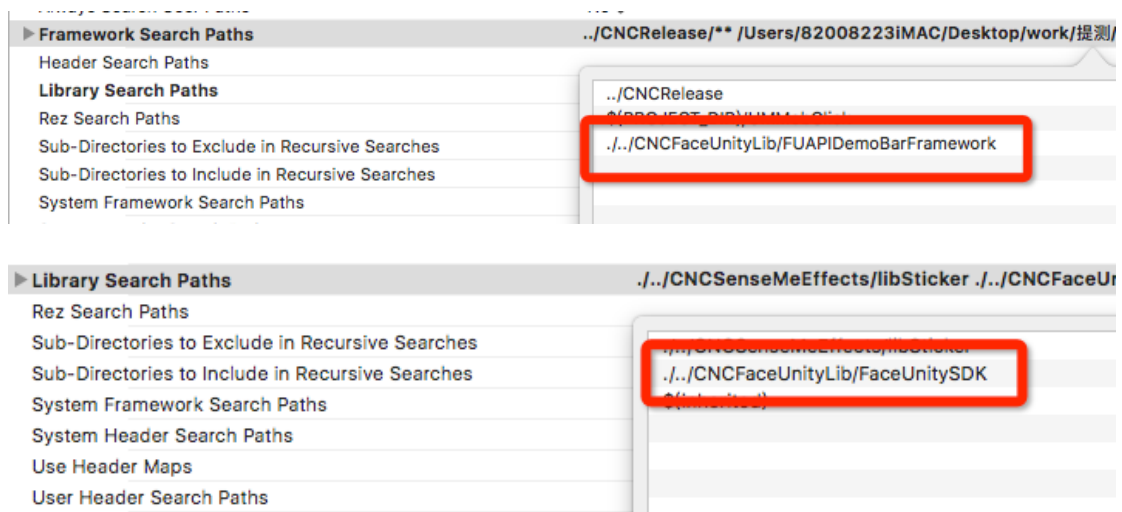 Framework Search Paths ../CNCRelease/** /Users/82008223iMAC/Desktop/work/提测/
Header Search Paths
Library Search Paths
../CNCRelease
Rez Search Paths
Sub-Directories to Exclude in Recursive Searches
./../CNCFaceUnityLib/FUAPIDemoBarFramework
Sub-Directories to Include in Recursive Searches
System Framework Search Paths
Library Search Paths ./../CNCSenseMeEffects/libSticker ./../CNCFaceUn
Rez Search Paths
Sub-Directories to Exclude in Recursive Searches
./../CNCSenseMeEffects/libSticker
Sub-Directories to Include in Recursive Searches
./../CNCFaceUnityLib/FaceUnitySDK
System Framework Search Paths
$(inherited)
System Header Search Paths
Use Header Maps
User Header Search Paths